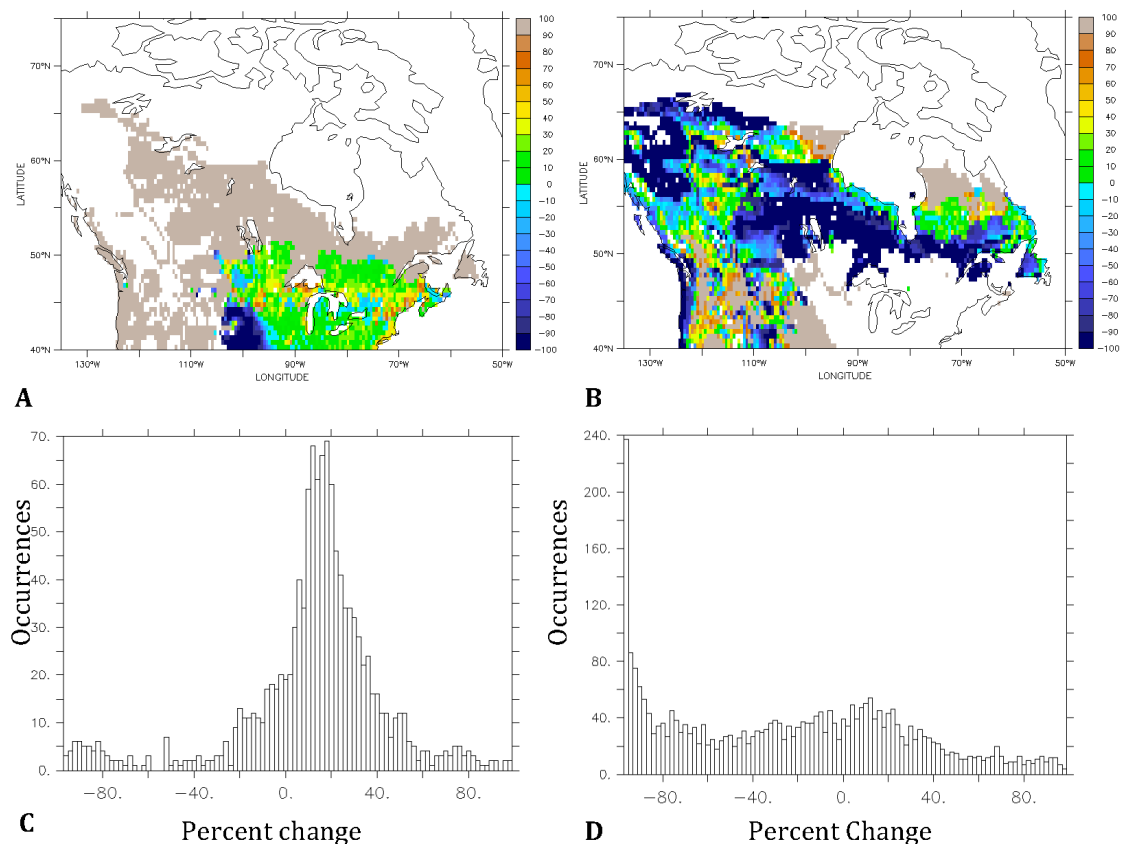 100
90
80
70
60
50
40
30
20
10
0
−10
−20
−30
−40
−50
−60
−70
−80
−90
−100
70°N
60°N
50°N
40°N
LATITUDE
130°W
110°W
90°W
70°W
50°W
LONGITUDE
A
100
90
80
70
60
50
40
30
20
10
0
−10
−20
−30
−40
−50
−60
−70
−80
−90
−100
70°N
60°N
50°N
40°N
LATITUDE
130°W
110°W
90°W
70°W
50°W
LONGITUDE
B
70.
60.
50.
40.
30.
20.
10.
0.
Occurrences
−80.
−40.
0.
40.
80.
C
Percent change
240.
200.
160.
120.
80.
40.
0.
Occurrences
−80.
−40.
0.
40.
80.
D
Percent Change